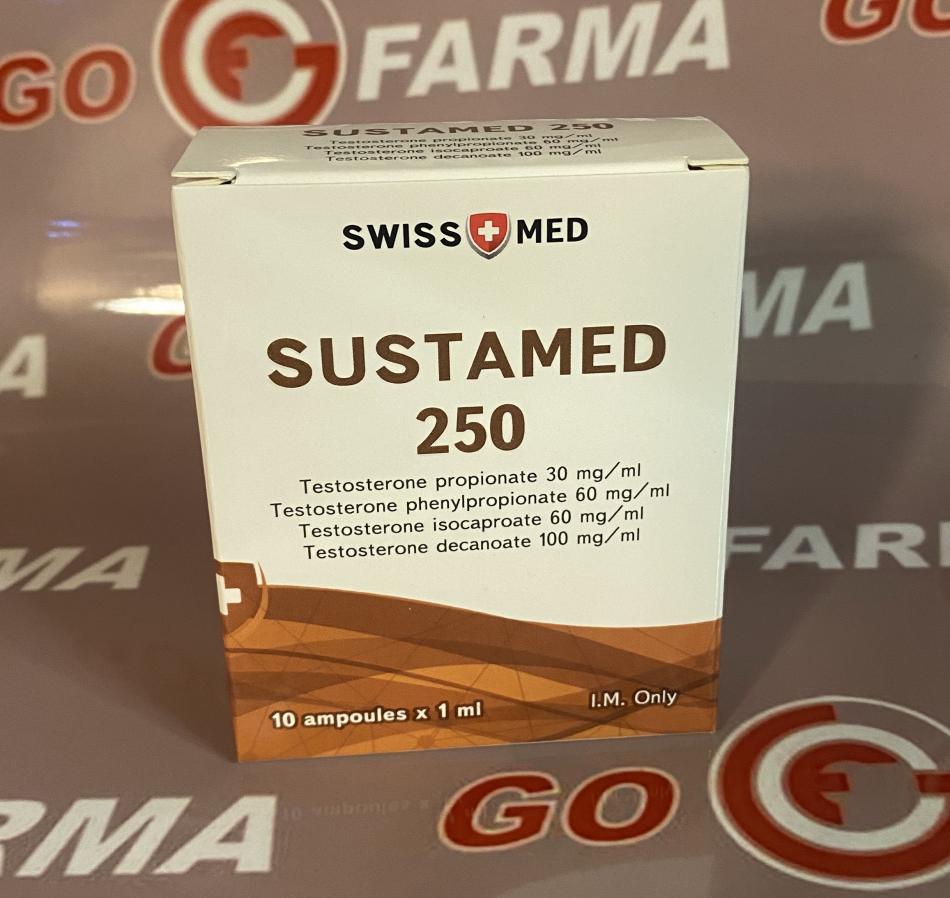 GO FARMA
GO
SUSTAMED 250
Testosterone propionate 30 mg/ml
Testosterone phenylpropionate 60 mg/ml
Testosterone isocaproate 60 mg/ml
Testosterone decanoate 100 mg/ml
SWISS MED
MA
SUSTAMED
250
Testosterone propionate 30 mg/ml
Testosterone phenylpropionate 60 mg/ml
Testosterone isocaproate 60 mg/ml
Testosterone decanoate 100 mg/ml
FARM
MA
I.M. Only
10 ampoules x 1 ml
GO
RMA